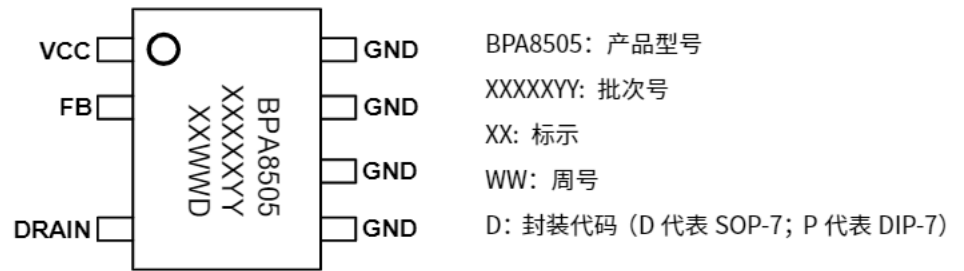 VCC
FB
DRAIN
BPA8505
XXXXXYY
XXWWD
GND
GND
GND
GND
BPA8505：产品型号
XXXXXYY: 批次号
XX: 标示
WW：周号
D：封装代码（D 代表 SOP-7；P 代表 DIP-7）